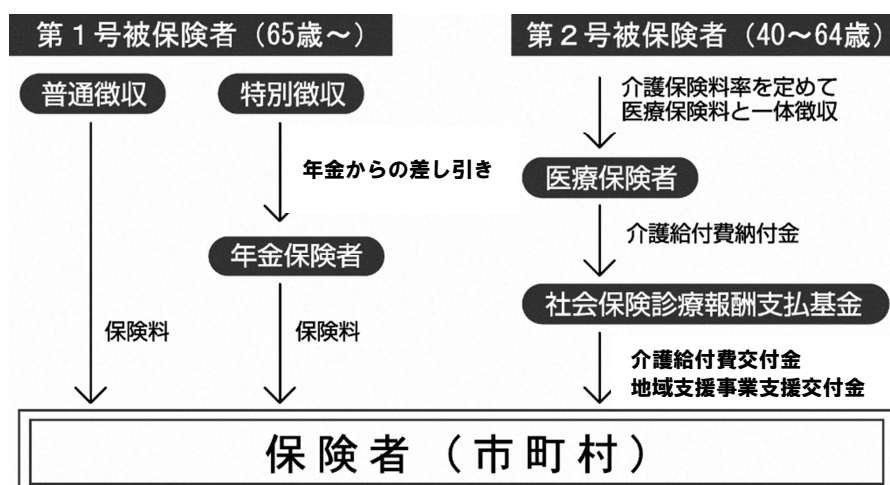 第1号被保険者（65歳～）
普通徴収
特別徴収
年金からの差し引き
年金保険者
保険料
保険料
第2号被保険者（40～64歳）
介護保険料率を定めて
医療保険料と一体徴収
医療保険者
介護給付費納付金
社会保険診療報酬支払基金
介護給付費交付金
地域支援事業支援交付金
保険者（市町村）